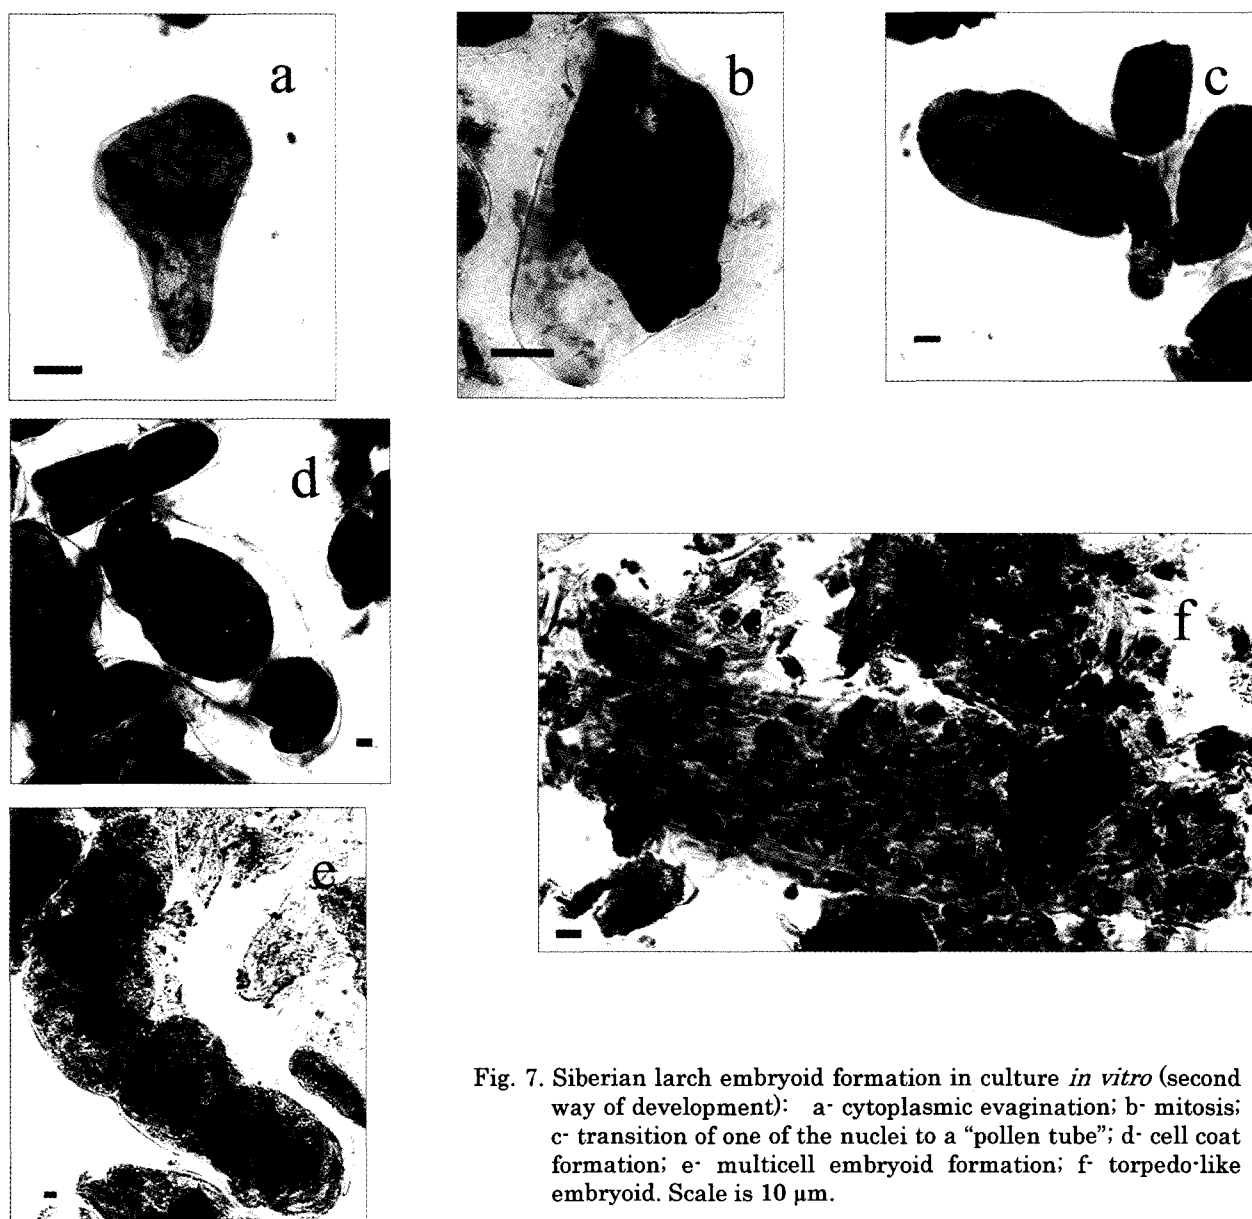 a
b
c
d
e
f
Fig. 7. Siberian larch embryoid formation in culture in vitro (second
way of development): a- cytoplasmic evagination; b- mitosis;
c- transition of one of the nuclei to a “pollen tube”; d- cell coat
formation; e- multicell embryoid formation; f- torpedo-like
embryoid. Scale is 10 µm.